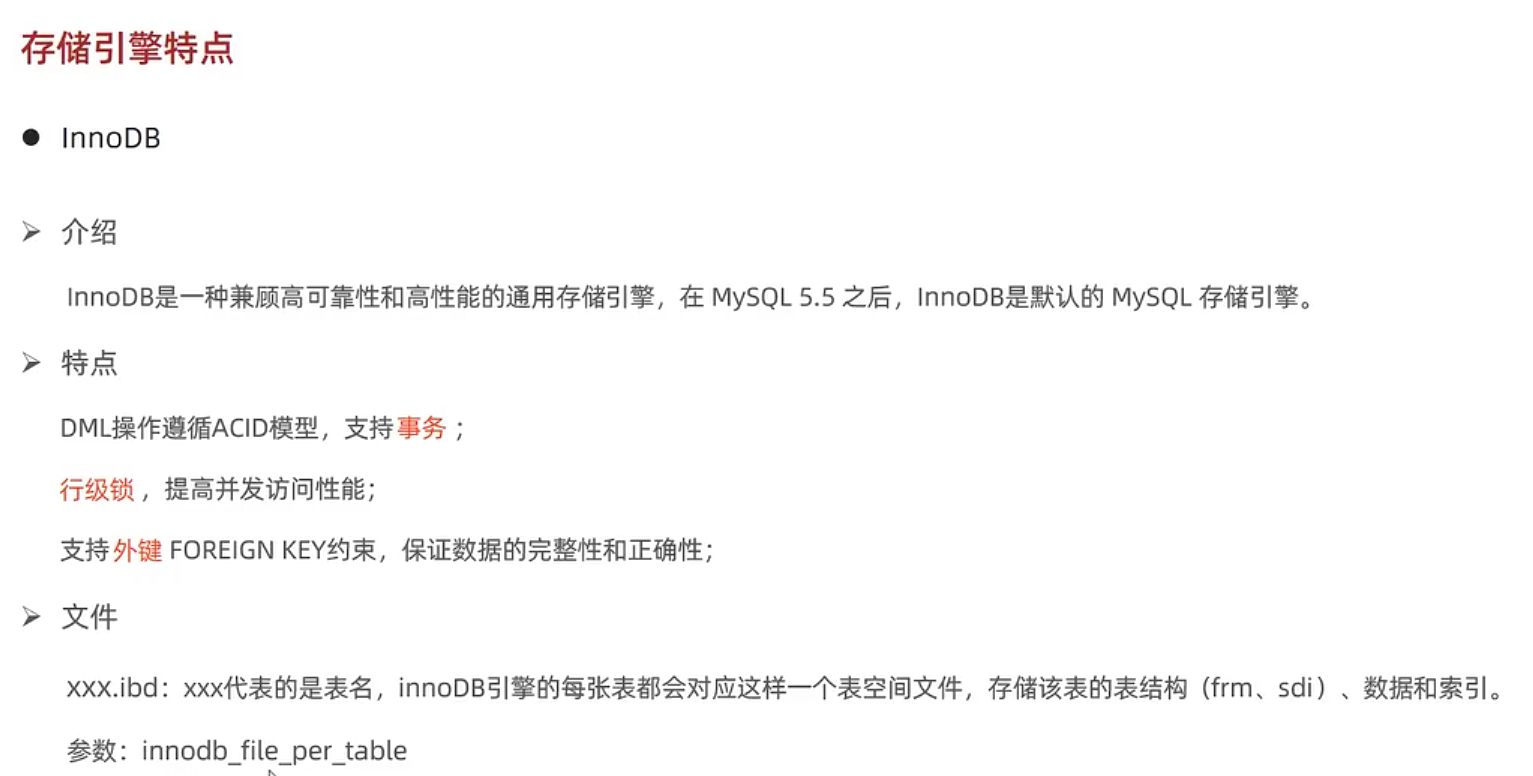 存储引擎特点
● InnoDB
➢ 介绍
InnoDB是一种兼顾高可靠性和高性能的通用存储引擎，在 MySQL 5.5 之后，InnoDB是默认的 MySQL 存储引擎。
➢ 特点
DML操作遵循ACID模型，支持事务；
行级锁，提高并发访问性能；
支持外键 FOREIGN KEY约束，保证数据的完整性和正确性；
➢ 文件
xxx.ibd：xxx代表的是表名，innoDB引擎的每张表都会对应这样一个表空间文件，存储该表的表结构（frm、sdi）、数据和索引。
参数：innodb_file_per_table